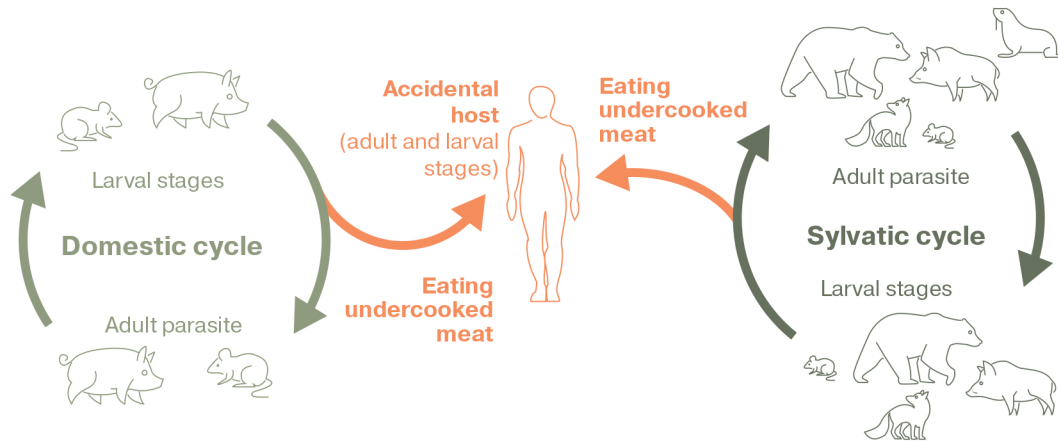 Larval stages
Domestic cycle
Adult parasite
Accidental
host
(adult and larval
stages)
Eating
undercooked
meat
Eating
undercooked
meat
Adult parasite
Sylvatic cycle
Larval stages